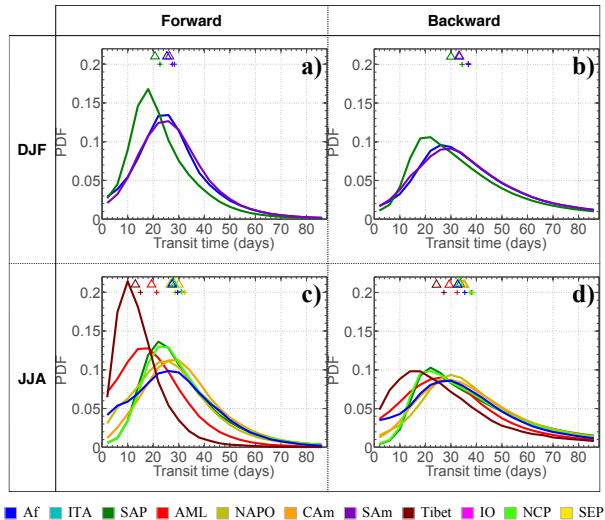 Forward Backward
DJF
a)
PDF
0.2
0.15
0.1
0.05
0
0 10 20 30 40 50 60 70 80
Transit time (days)
b)
PDF
0.2
0.15
0.1
0.05
0
0 10 20 30 40 50 60 70 80
Transit time (days)
JJA
c)
PDF
0.2
0.15
0.1
0.05
0
0 10 20 30 40 50 60 70 80
Transit time (days)
d)
PDF
0.2
0.15
0.1
0.05
0
0 10 20 30 40 50 60 70 80
Transit time (days)
Af ITA SAP AML NAPO CAm SAm Tibet IO NCP SEP